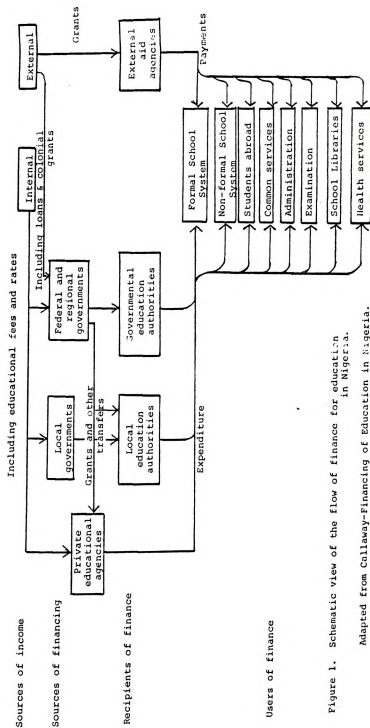 Sources of income
Internal
External
Including educational fees and rates
Including loans & colonial
grants
Grants
Sources of financing
Local
governments
Federal and
regional
governments
Grants and other
transfers
Private
educational
agencies
Recipients of finance
Local education
authorities
Governmental
education
authorities
External
aid
agencies
Expenditure
Payments
Users of finance
Formal School
System
Non-formal School
System
Students abroad
Common services
Administration
Examination
School Libraries
Health services
Figure 1. Schematic view of the flow of finance for education
in Nigeria.
Adapted from Callaway-Financing of Education in Nigeria.